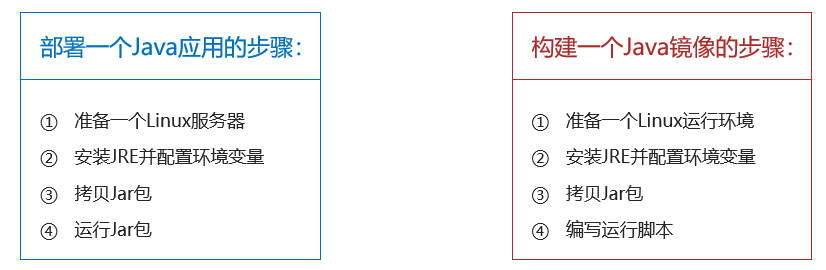 部署一个Java应用的步骤：
① 准备一个Linux服务器
② 安装JRE并配置环境变量
③ 拷贝Jar包
④ 运行Jar包
构建一个Java镜像的步骤：
① 准备一个Linux运行环境
② 安装JRE并配置环境变量
③ 拷贝Jar包
④ 编写运行脚本